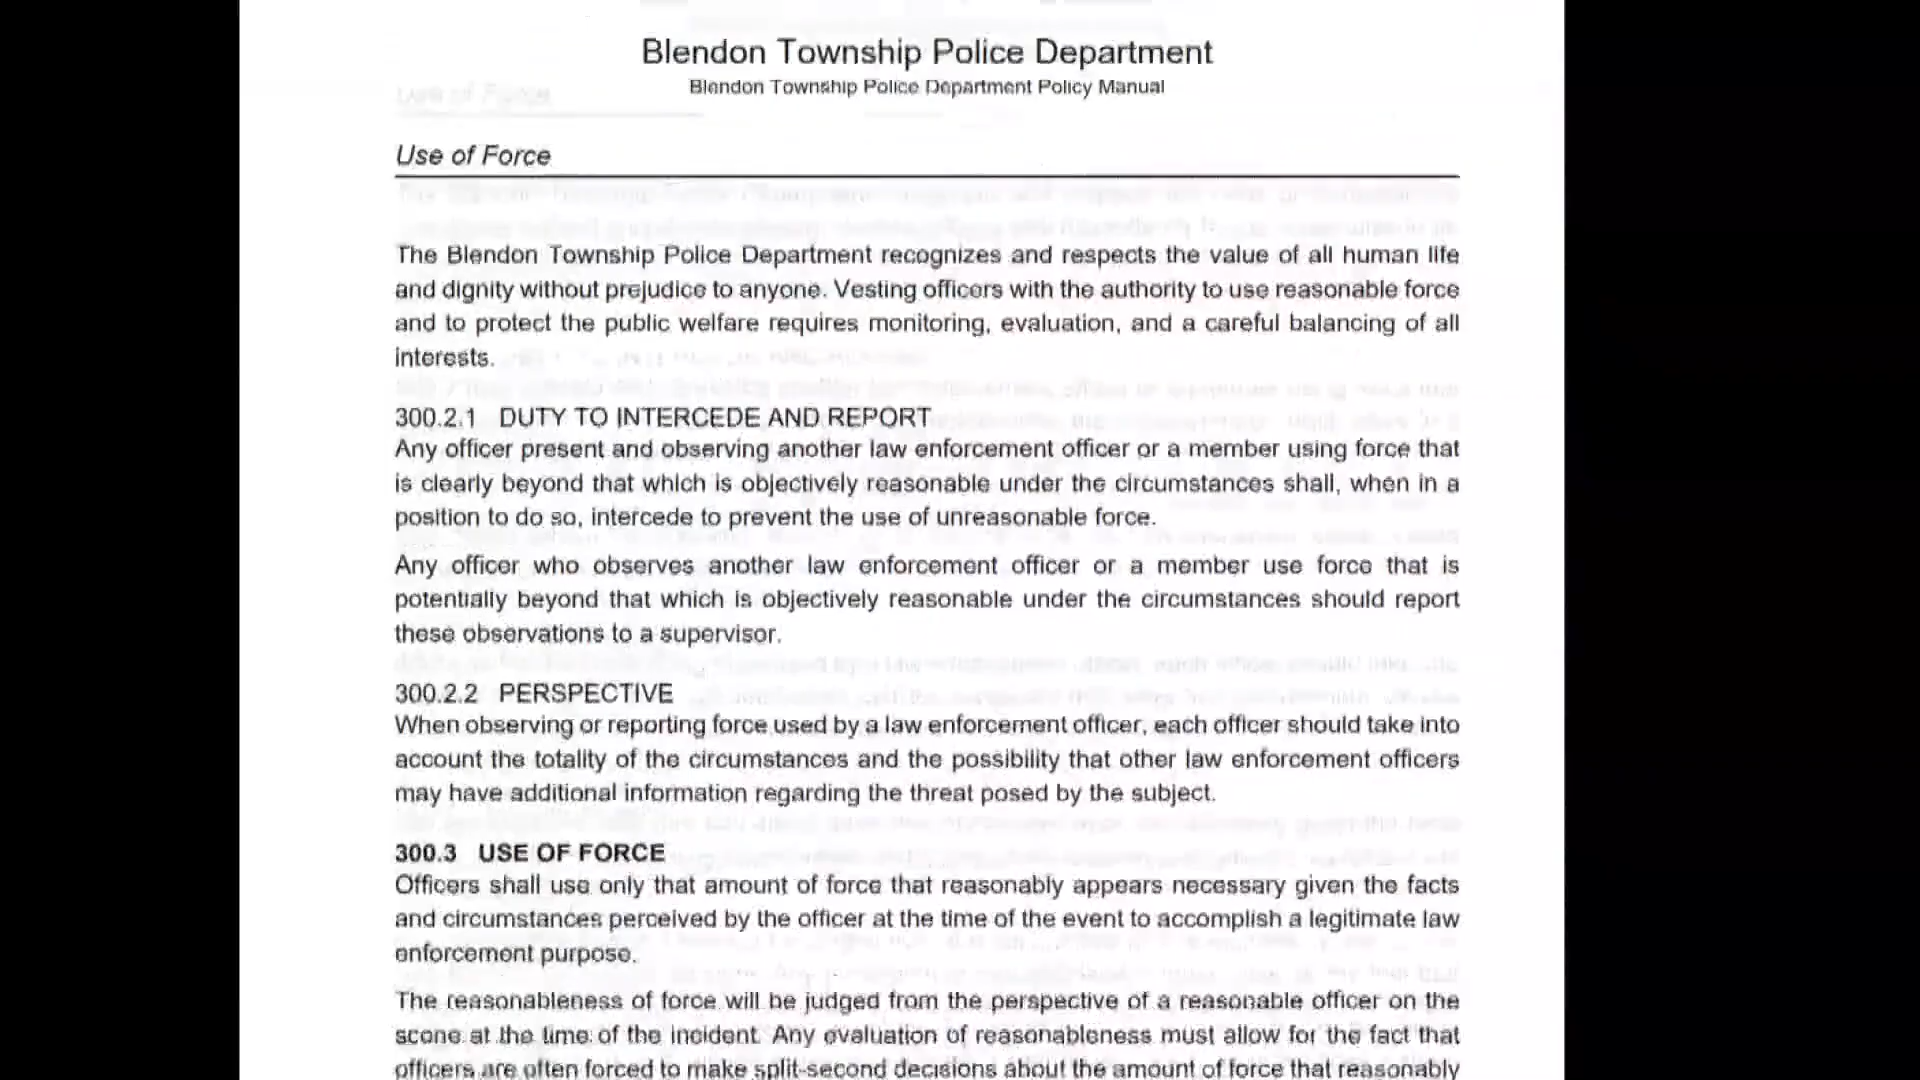 Blendon Township Police Department
Blendon Township Police Department Policy Manual
Use of Force
The Blendon Township Police Department recognizes and respects the value of all human life
and dignity without prejudice to anyone. Vesting officers with the authority to use reasonable force
and to protect the public welfare requires monitoring, evaluation, and a careful balancing of all
interests.
300.2.1 DUTY TO INTERCEDE AND REPORT
Any officer present and observing another law enforcement officer or a member using force that
is clearly beyond that which is objectively reasonable under the circumstances shall, when in a
position to do so, intercede to prevent the use of unreasonable force.
Any officer who observes another law enforcement officer or a member use force that is
potentially beyond that which is objectively reasonable under the circumstances should report
these observations to a supervisor.
300.2.2 PERSPECTIVE
When observing or reporting force used by a law enforcement officer, each officer should take into
account the totality of the circumstances and the possibility that other law enforcement officers
may have additional information regarding the threat posed by the subject.
300.3 USE OF FORCE
Officers shall use only that amount of force that reasonably appears necessary given the facts
and circumstances perceived by the officer at the time of the event to accomplish a legitimate law
enforcement purpose.
The reasonableness of force will be judged from the perspective of a reasonable officer on the
scene at the time of the incident. Any evaluation of reasonableness must allow for the fact that
officers are often forced to make split-second decisions about the amount of force that reasonably